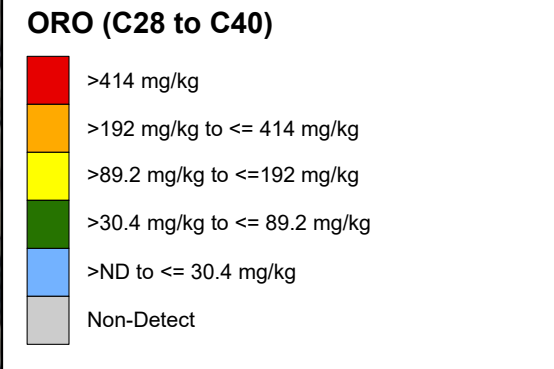 ORO (C28 to C40)
>414 mg/kg
>192 mg/kg to <= 414 mg/kg
>89.2 mg/kg to <=192 mg/kg
>30.4 mg/kg to <= 89.2 mg/kg
>ND to <= 30.4 mg/kg
Non-Detect